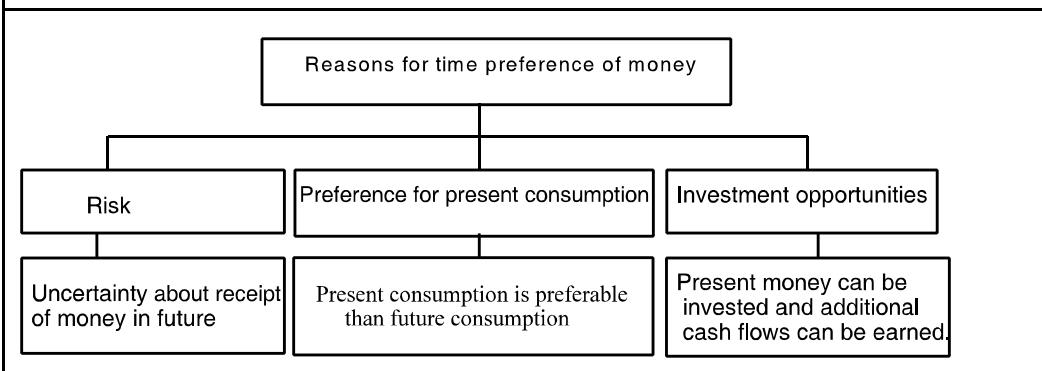 Reasons for time preference of money
Risk
Preference for present consumption
Investment opportunities
Uncertainty about receipt
of money in future
Present consumption is preferable
than future consumption
Present money can be
invested and additional
cash flows can be earned.